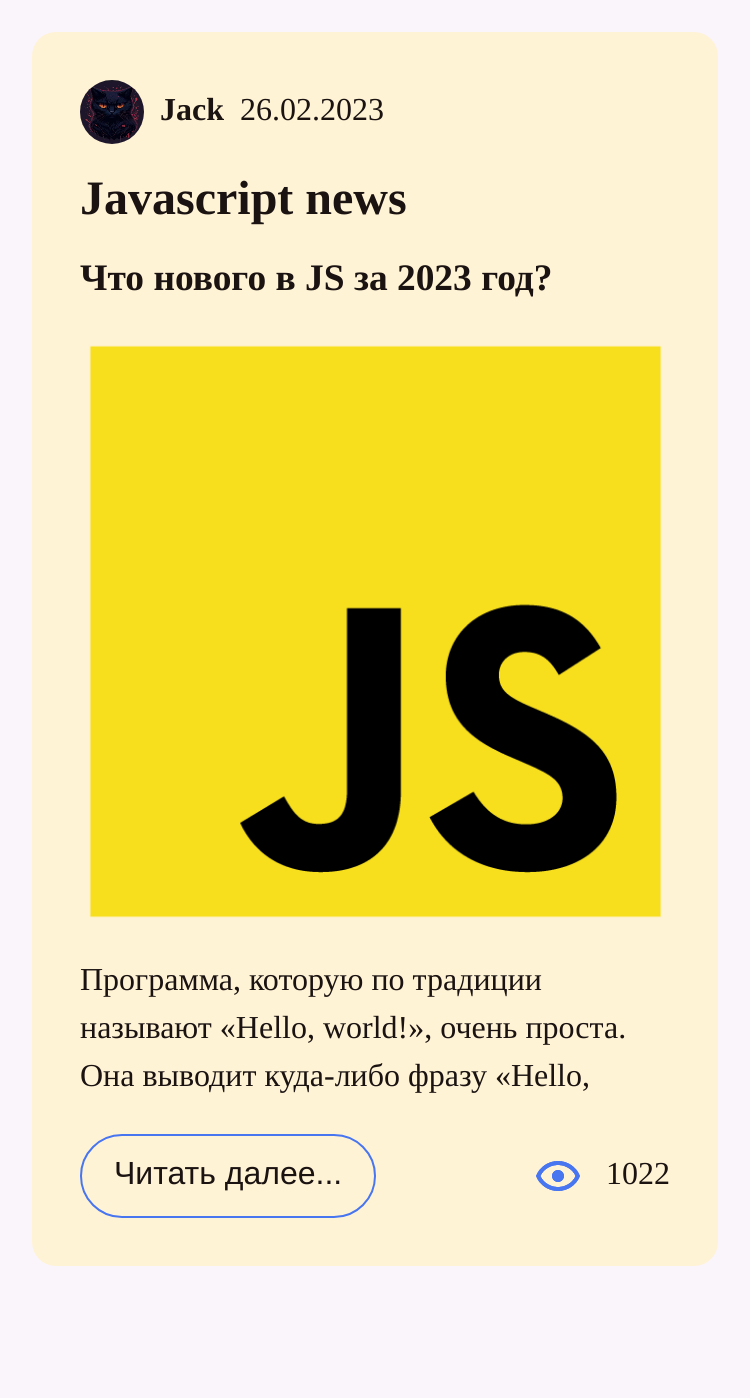 Jack 26.02.2023
Javascript news
Что нового в JS за 2023 год?
JS
Программа, которую по традиции
называют «Hello, world!», очень проста.
Она выводит куда-либо фразу «Hello,
Читать далее...
1022